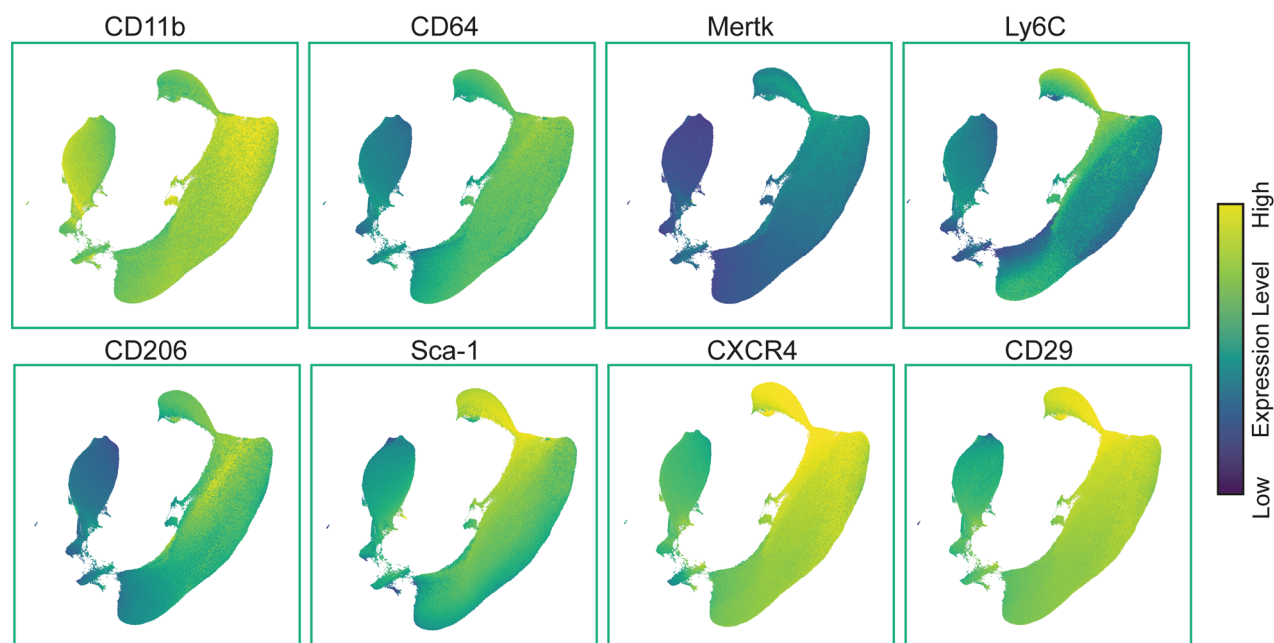 CD11b
CD64
Mertk
Ly6C
CD206
Sca-1
CXCR4
CD29
High
Expression Level
Low